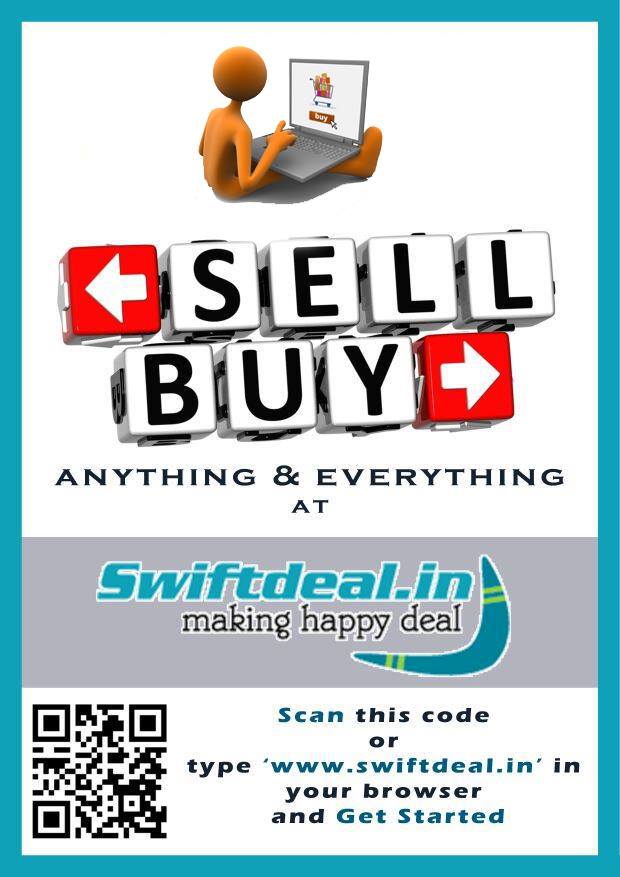 buy
SELL
BUY
ANYTHING & EVERYTHING
AT
Swiftdeal.in
making happy deal
Scan this code
or
type ‘www.swiftdeal.in’ in
your browser
and Get Started